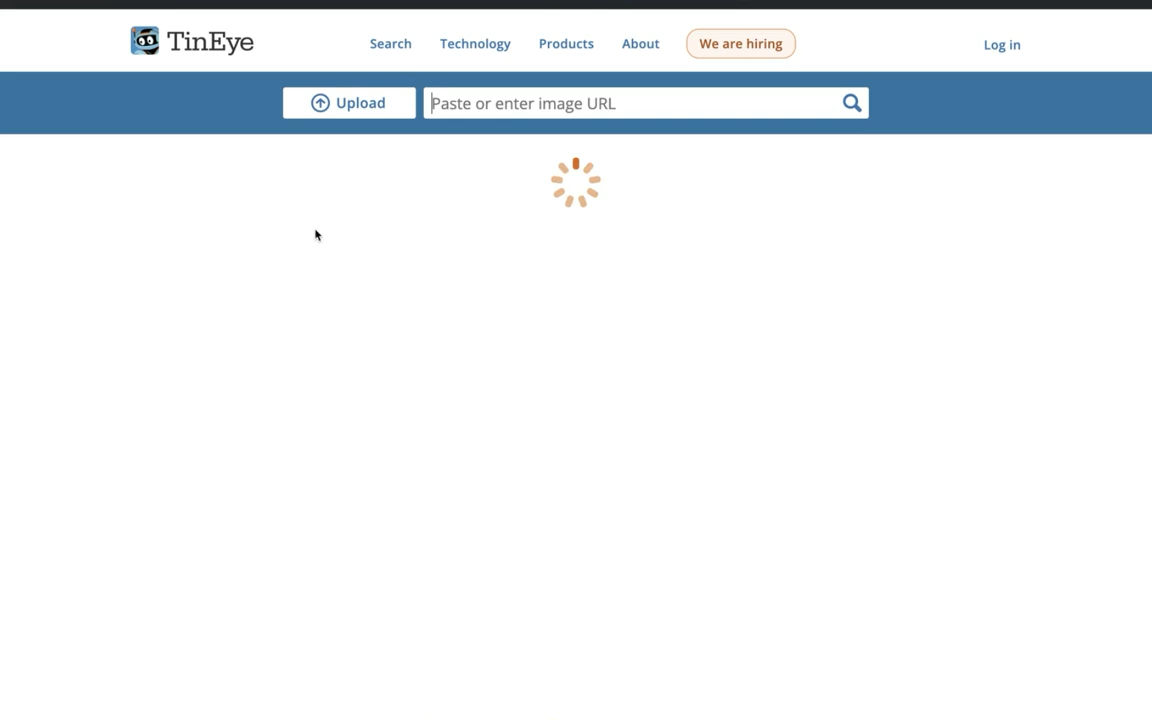 TinEye Search Technology Products About We are hiring Log in
Upload Paste or enter image URL